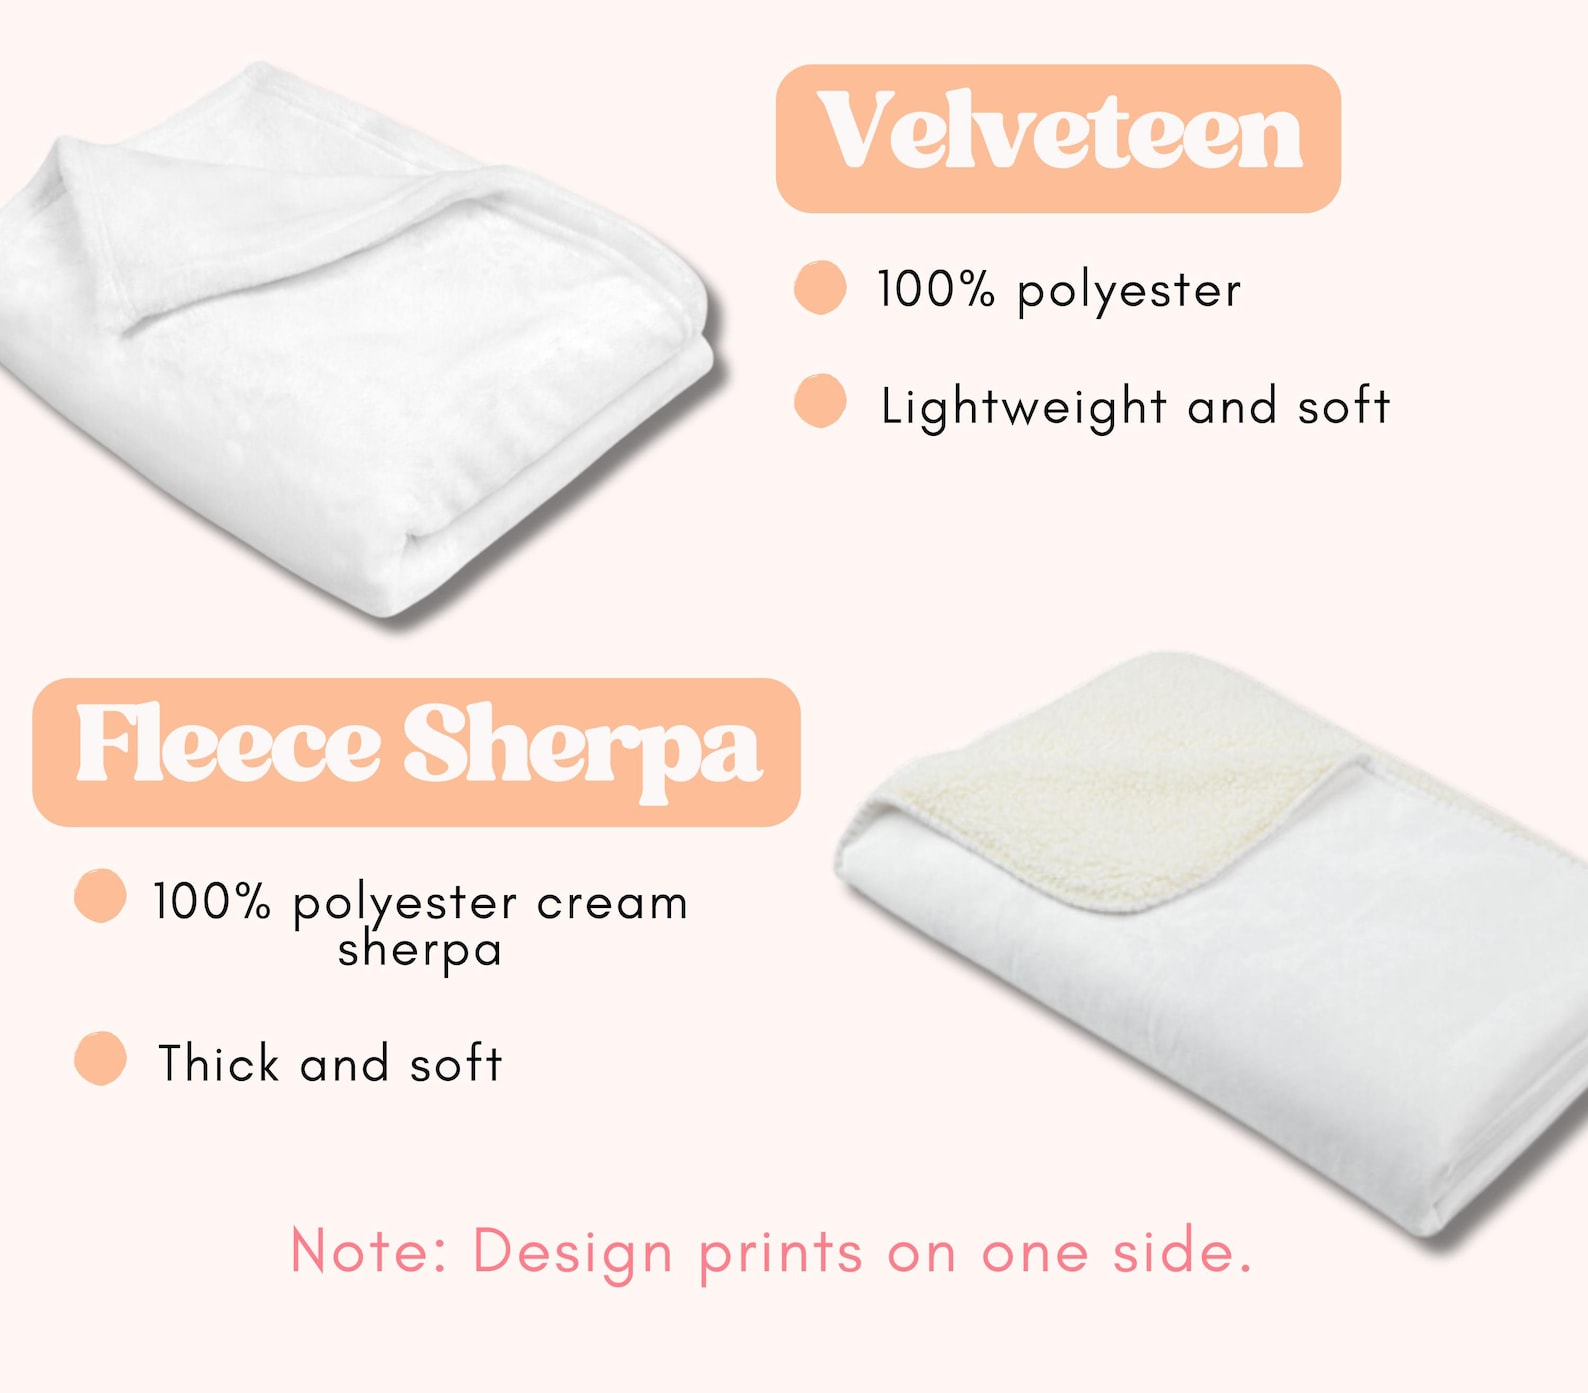 Velveteen
100% polyester
Lightweight and soft
Fleece Sherpa
100% polyester cream
sherpa
Thick and soft
Note: Design prints on one side.